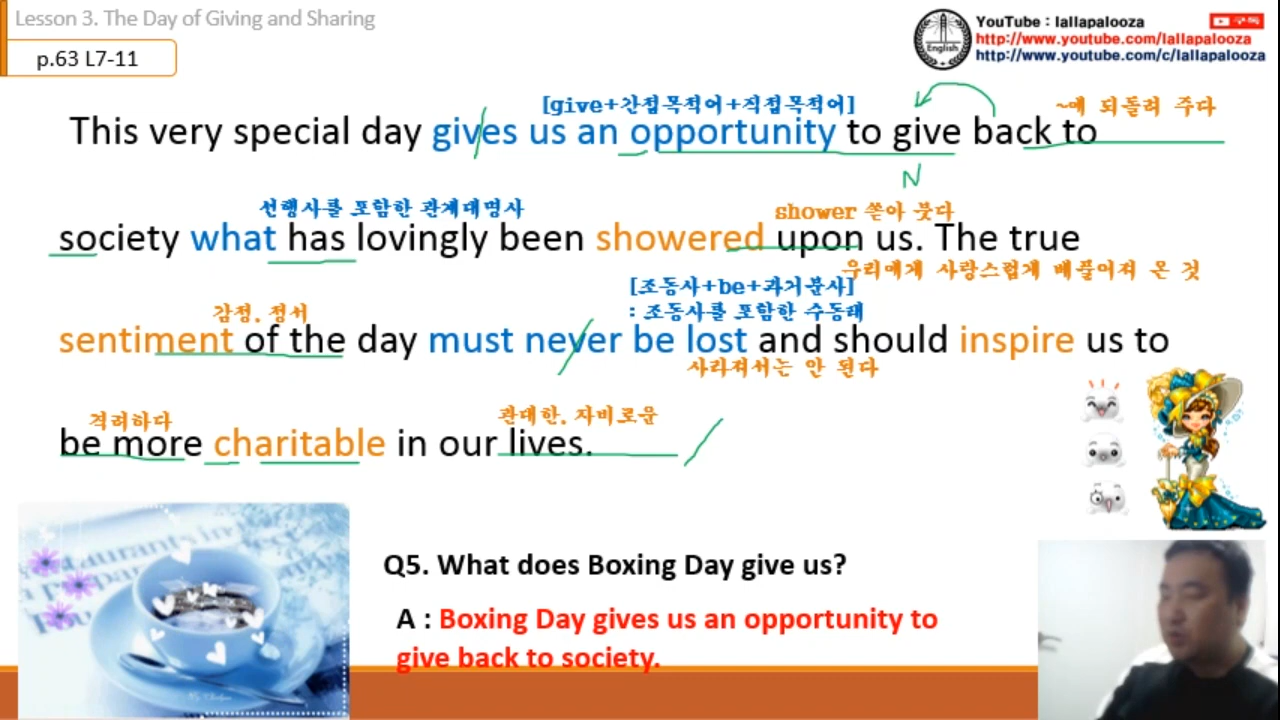 Lesson 3. The Day of Giving and Sharing
YouTube : lallapalooza
구독
http://www.youtube.com/lallapalooza
http://www.youtube.com/c/lallapalooza
English
p.63 L7-11
[give+간접목적어+직접목적어]
~에 되돌려 주다
This very special day gives us an opportunity to give back to
N
선행사를 포함한 관계대명사
shower 쏟아 붓다
society what has lovingly been showered upon us. The true
우리에게 사랑스럽게 베풀어져 온 것
[조동사+be+과거분사]
: 조동사를 포함한 수동태
감정, 정서
sentiment of the day must never be lost and should inspire us to
사라져서는 안 된다
격려하다
관대한, 자비로운
be more charitable in our lives.
Q5. What does Boxing Day give us?
A : Boxing Day gives us an opportunity to
give back to society.